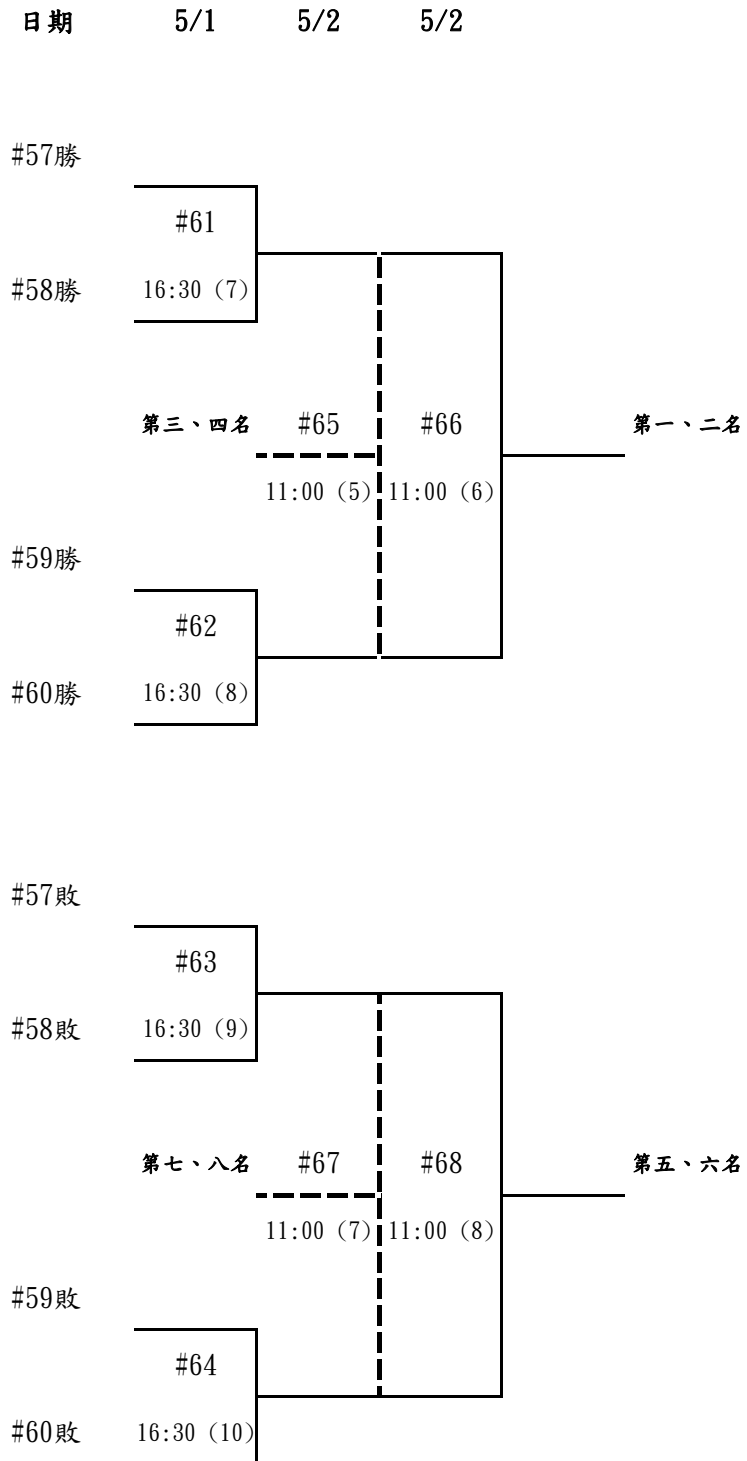 日期 5/1 5/2 5/2
#57勝
#61
#58勝 16:30 (7)
第三、四名 #65 #66 第一、二名
11:00 (5) 11:00 (6)
#59勝
#62
#60勝 16:30 (8)
#57敗
#63
#58敗 16:30 (9)
第七、八名 #67 #68 第五、六名
11:00 (7) 11:00 (8)
#59敗
#64
#60敗 16:30 (10)